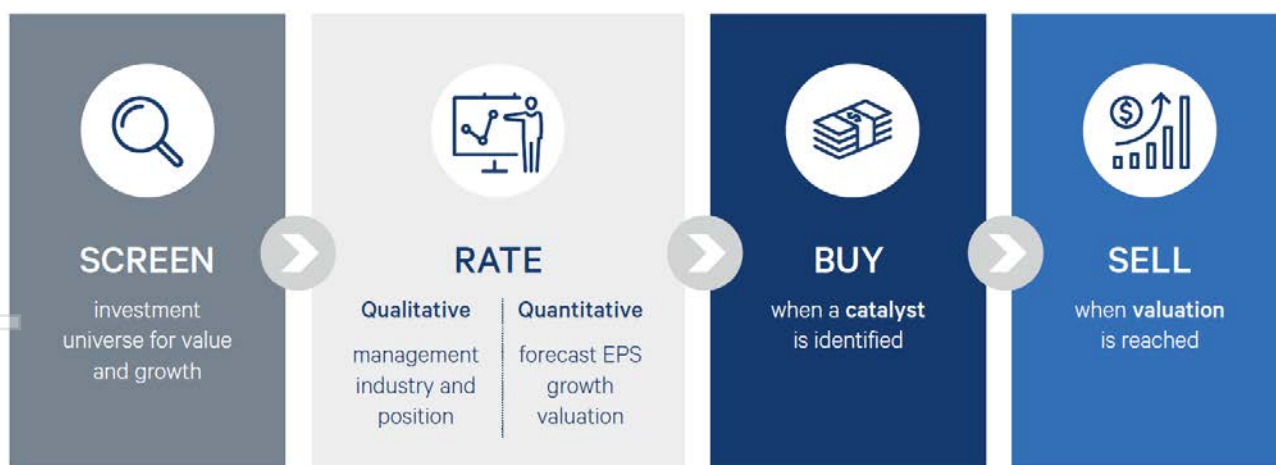 SCREEN
investment
universe for value
and growth
RATE
Qualitative
management
industry and
position
Quantitative
forecast EPS
growth
valuation
BUY
when a catalyst
is identified
SELL
when valuation
is reached